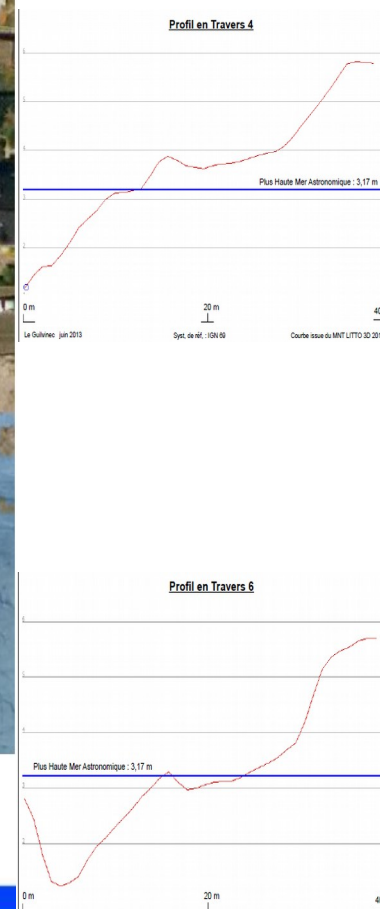 Profil en Travers 4
Plus Haute Mer Astronomique : 3,17 m
0 m
20 m
40
Le Guilvinec juin 2013
Syst. de réf. : IGN 69
Courbe issue du MNT LITTO 3D 201
Profil en Travers 6
Plus Haute Mer Astronomique : 3,17 m
0 m
20 m